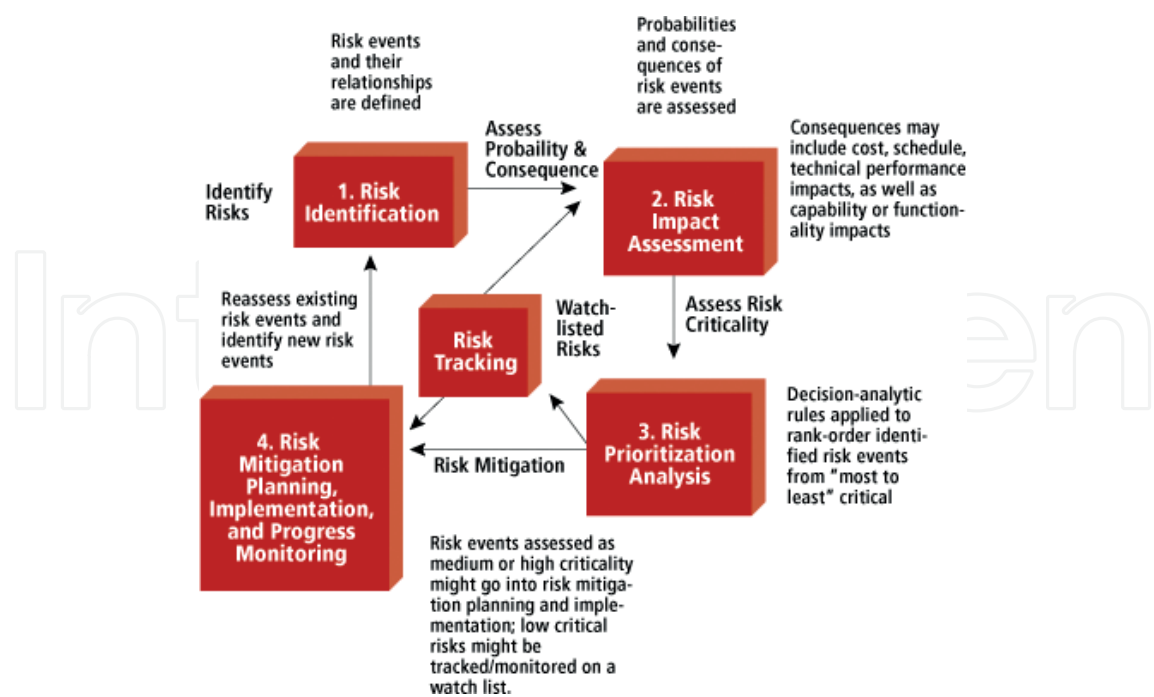 Risk events
and their
relationships
are defined
Probabilities
and conse-
quences of
risk events
are assessed
Assess
Probaility &
Consequence
Consequences may
include cost, schedule,
technical performance
impacts, as well as
capability or function-
ality impacts
Identify
Risks
1. Risk
Identification
2. Risk
Impact
Assessment
Reassess existing
risk events and
identify new risk
events
Risk
Tracking
Watch-
listed
Risks
Assess Risk
Criticality
4. Risk
Mitigation
Planning,
Implementation,
and Progress
Monitoring
Risk Mitigation
3. Risk
Prioritization
Analysis
Decision-analytic
rules applied to
rank-order identi-
fied risk events
from "most to
least" critical
Risk events assessed as
medium or high criticality
might go into risk mitiga-
tion planning and imple-
mentation; low critical
risks might be
tracked/monitored on a
watch list.
Int
en